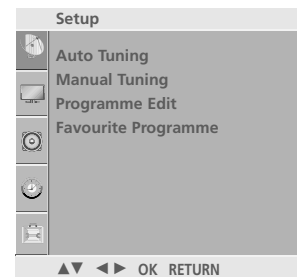 Setup
Auto Tuning
Manual Tuning
Programme Edit
Favourite Programme
▲▼ ◄► OK RETURN